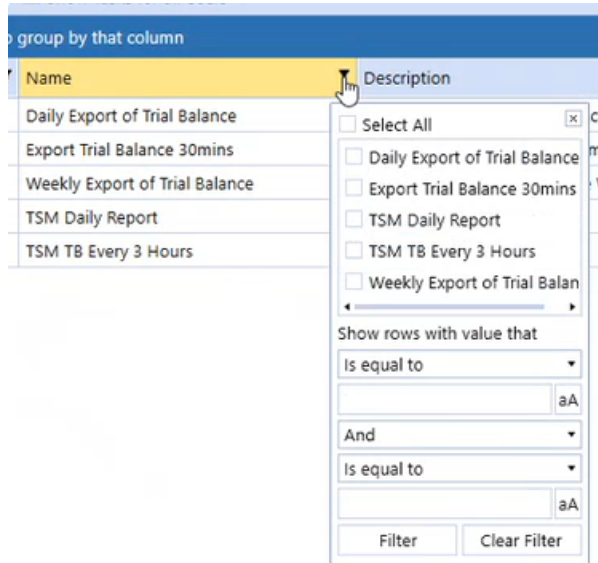 group by that column
Name
Description
Daily Export of Trial Balance
Export Trial Balance 30mins
Weekly Export of Trial Balance
TSM Daily Report
TSM TB Every 3 Hours
Select All
Daily Export of Trial Balance
Export Trial Balance 30mins
TSM Daily Report
TSM TB Every 3 Hours
Weekly Export of Trial Balan
Show rows with value that
Is equal to
aA
And
Is equal to
aA
Filter
Clear Filter